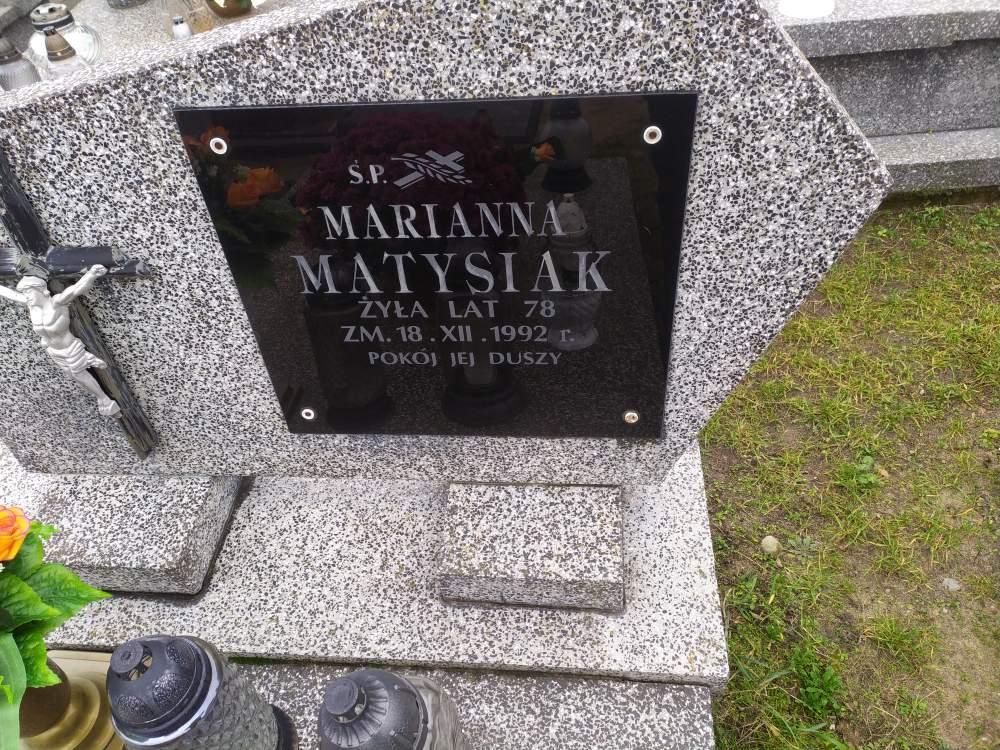 Ś.P.
MARIANNA
MATYSIAK
ŻYŁA LAT 78
ZM. 18. XII. 1992 r.
POKÓJ JEJ DUSZY